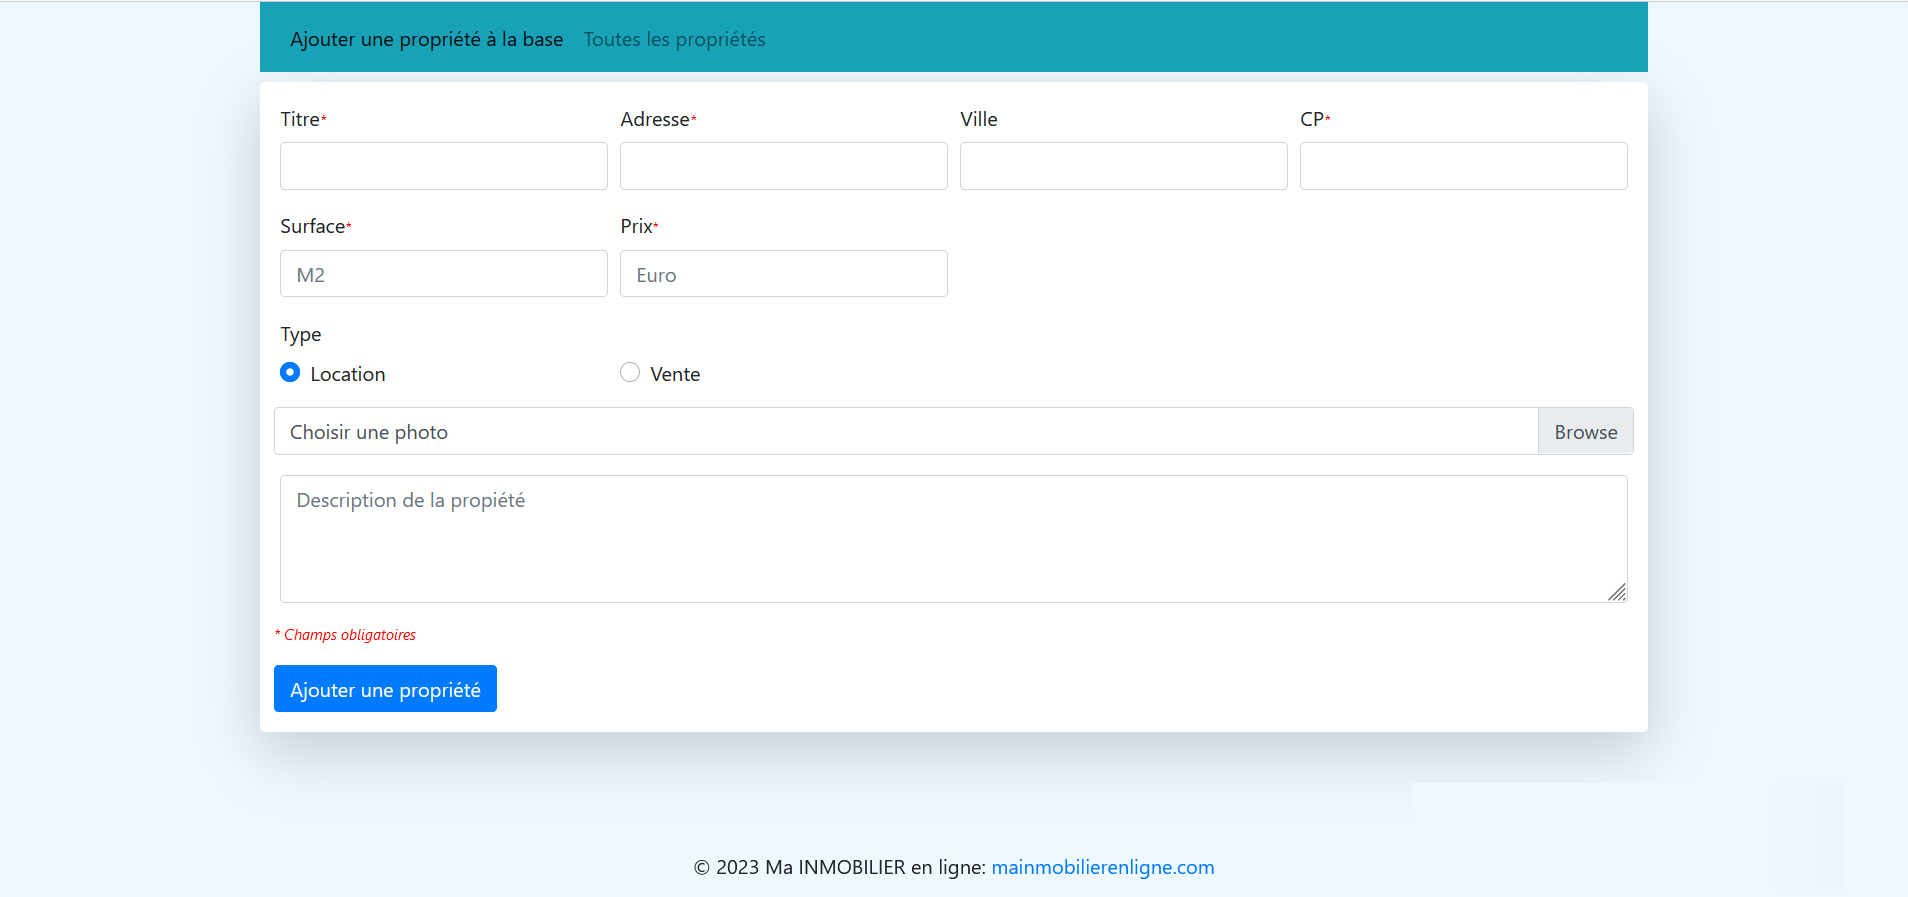 Ajouter une propriété à la base Toutes les propriétés
Titre* Adresse* Ville CP*
Surface* Prix*
M2 Euro
Type
Location Vente
Choisir une photo Browse
Description de la propiété
* Champs obligatoires
Ajouter une propriété
© 2023 Ma INMOBILIER en ligne: mainmobilierenligne.com